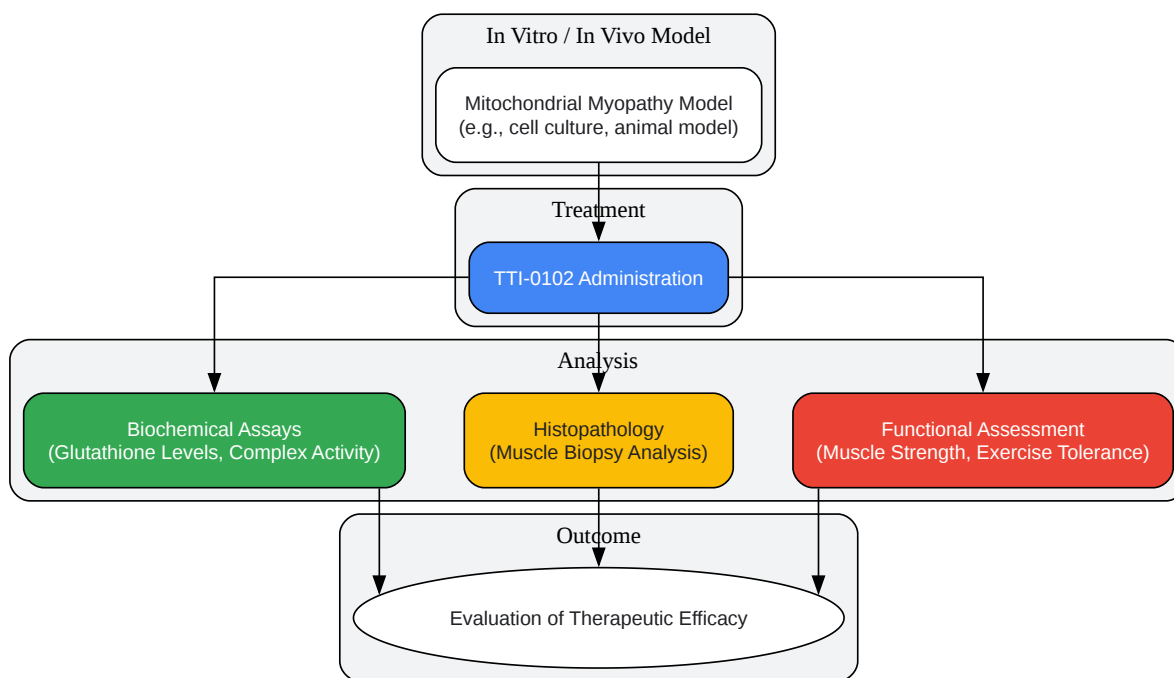 In Vitro / In Vivo Model
Mitochondrial Myopathy Model
(e.g., cell culture, animal model)
Treatment
TTI-0102 Administration
Analysis
Biochemical Assays
(Glutathione Levels, Complex Activity)
Histopathology
(Muscle Biopsy Analysis)
Functional Assessment
(Muscle Strength, Exercise Tolerance)
Outcome
Evaluation of Therapeutic Efficacy